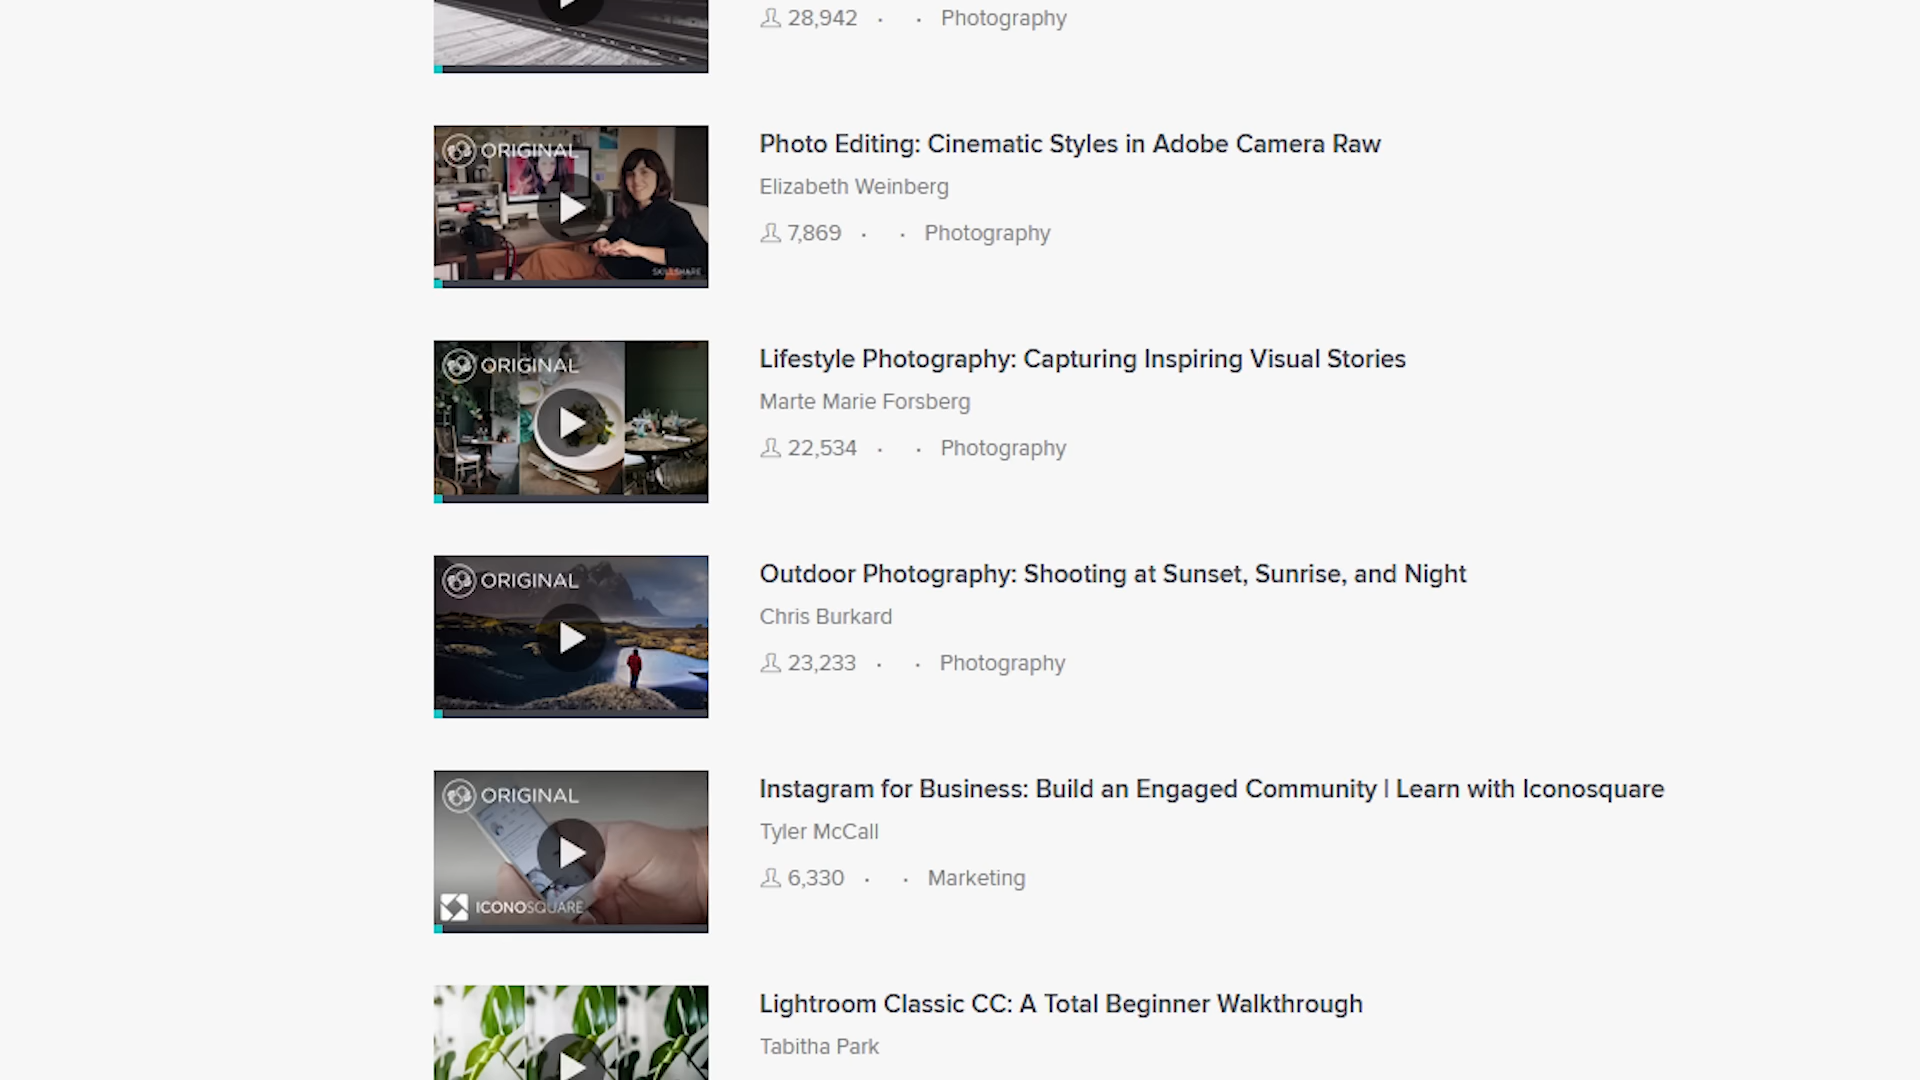 28,942 · · Photography
ORIGINAL
SKILLSHARE
Photo Editing: Cinematic Styles in Adobe Camera Raw
Elizabeth Weinberg
7,869 · · Photography
ORIGINAL
Lifestyle Photography: Capturing Inspiring Visual Stories
Marte Marie Forsberg
22,534 · · Photography
ORIGINAL
Outdoor Photography: Shooting at Sunset, Sunrise, and Night
Chris Burkard
23,233 · · Photography
ORIGINAL
ICONOSQUARE
Instagram for Business: Build an Engaged Community | Learn with Iconosquare
Tyler McCall
6,330 · · Marketing
Lightroom Classic CC: A Total Beginner Walkthrough
Tabitha Park